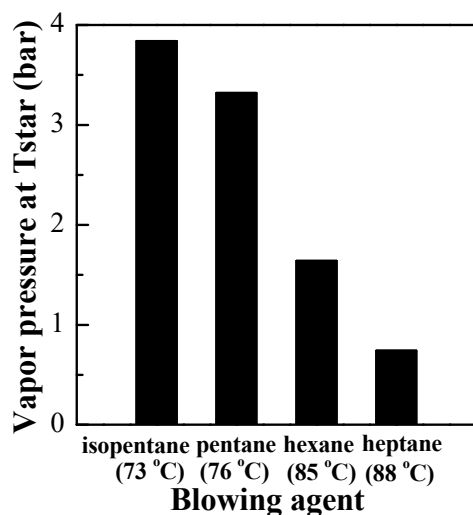 Vapor pressure at Tstar (bar)
4
3
2
1
0
isopentane pentane hexane heptane
(73 °C) (76 °C) (85 °C) (88 °C)
Blowing agent